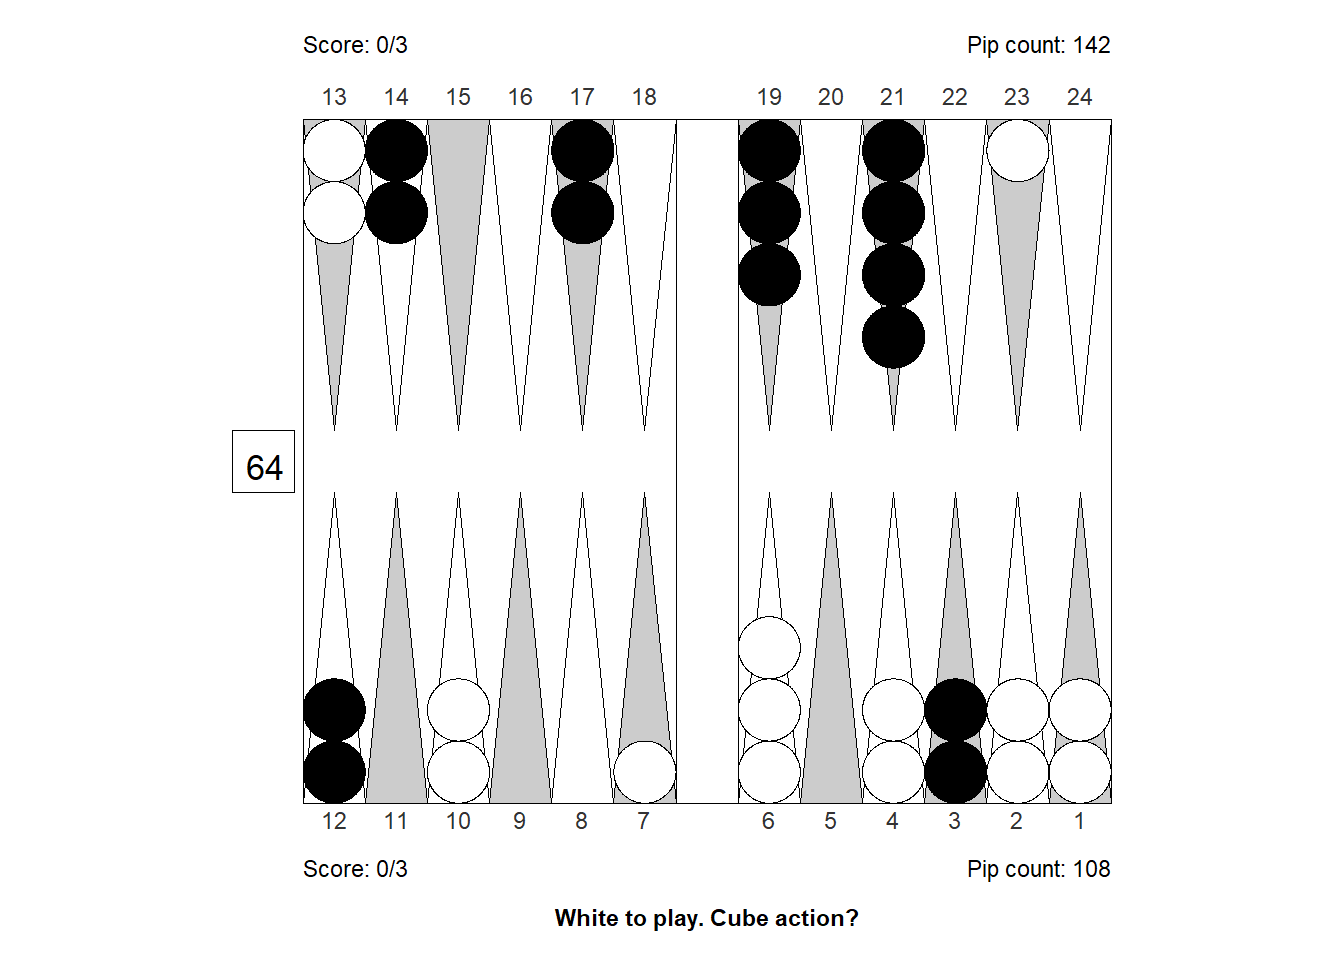 Score: 0/3 Pip count: 142
13 14 15 16 17 18 19 20 21 22 23 24
64
12 11 10 9 8 7 6 5 4 3 2 1
Score: 0/3 Pip count: 108
White to play. Cube action?